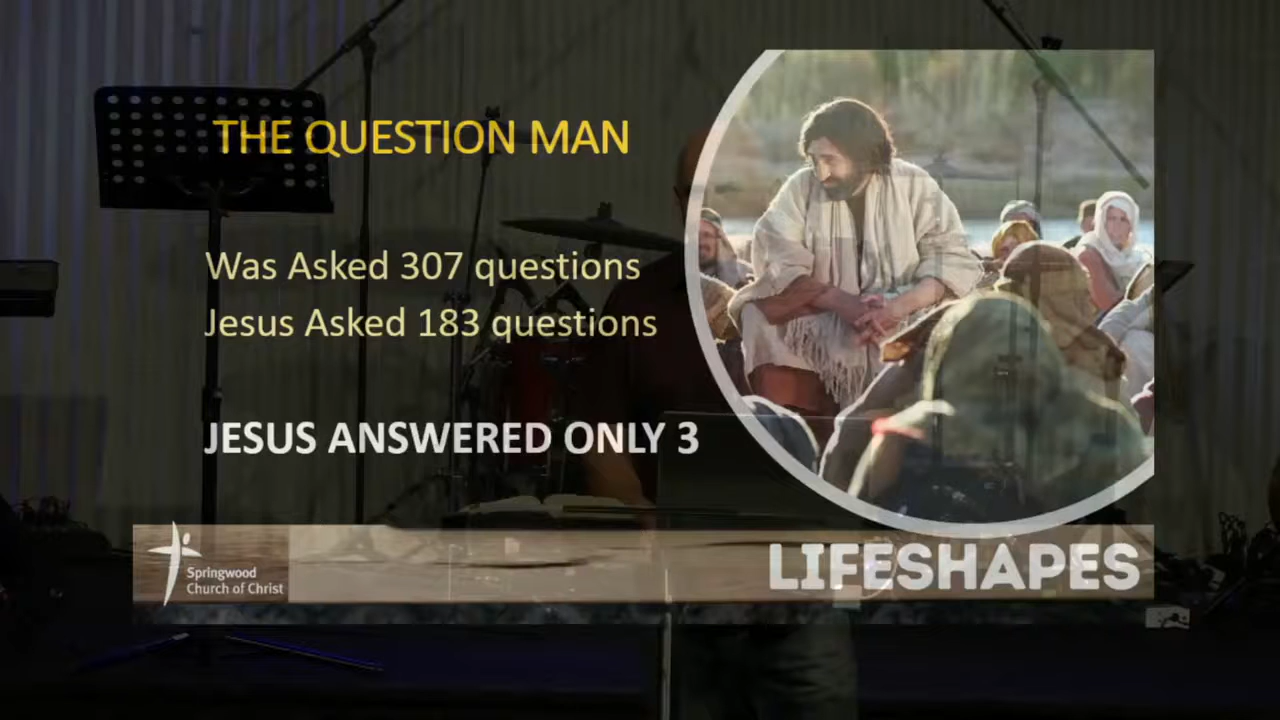 THE QUESTION MAN
Was Asked 307 questions
Jesus Asked 183 questions
JESUS ANSWERED ONLY 3
Springwood
Church of Christ
LIFESHAPES